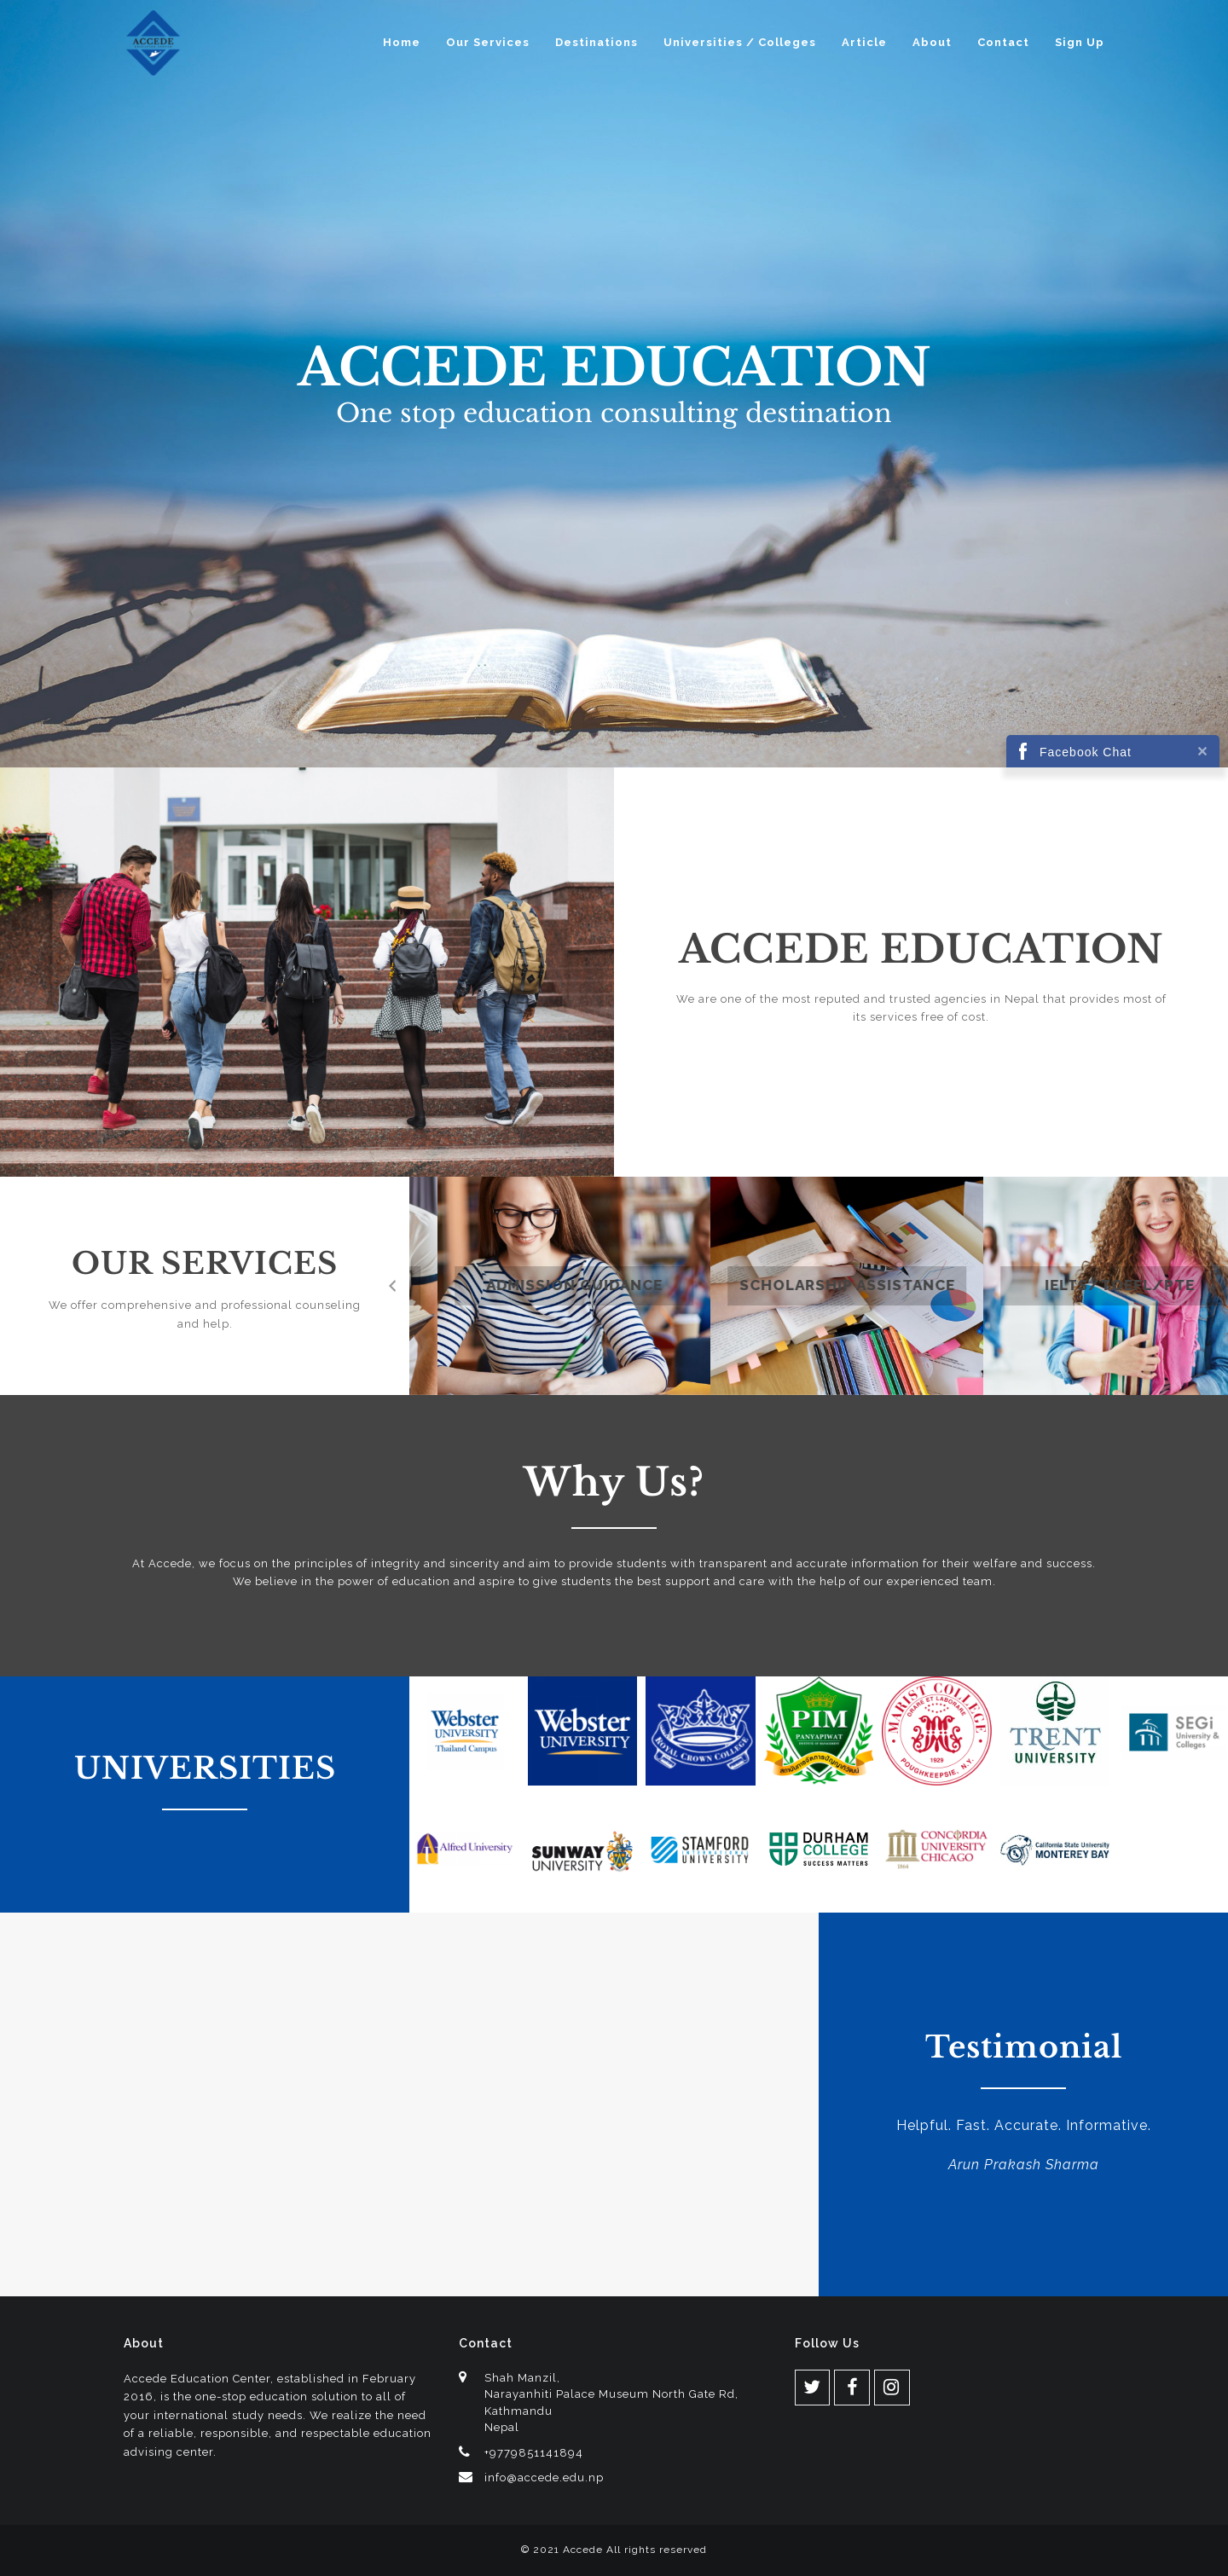 ACCEDE
Home Our Services Destinations Universities / Colleges Article About Contact Sign Up
ACCEDE EDUCATION
One stop education consulting destination
Facebook Chat
ACCEDE EDUCATION
We are one of the most reputed and trusted agencies in Nepal that provides most of
its services free of cost.
OUR SERVICES
We offer comprehensive and professional counseling
and help.
ADMISSION GUIDANCE
SCHOLARSHIP ASSISTANCE
IELTS/TOEFL/PTE
Why Us?
At Accede, we focus on the principles of integrity and sincerity and aim to provide students with transparent and accurate information for their welfare and success.
We believe in the power of education and aspire to give students the best support and care with the help of our experienced team.
UNIVERSITIES
Webster
UNIVERSITY
Thailand Campus
Webster
UNIVERSITY
ROYAL CROWN COLLEGE
PIM
PANYAPIWAT
INSTITUTE OF MANAGEMENT
MARIST COLLEGE
ORARE ET LABORARE
1929
POUGHKEEPSIE, N.Y.
TRENT
UNIVERSITY
SEGi
University &
Colleges
Alfred University
SUNWAY
UNIVERSITY
STAMFORD
INTERNATIONAL
UNIVERSITY
DURHAM
COLLEGE
SUCCESS MATTERS
CONCORDIA
UNIVERSITY
CHICAGO
1864
California State University
MONTEREY BAY
Testimonial
Helpful. Fast. Accurate. Informative.
Arun Prakash Sharma
About
Accede Education Center, established in February
2016, is the one-stop education solution to all of
your international study needs. We realize the need
of a reliable, responsible, and respectable education
advising center.
Contact
Shah Manzil,
Narayanhiti Palace Museum North Gate Rd,
Kathmandu
Nepal
+9779851141894
info@accede.edu.np
Follow Us
© 2021 Accede All rights reserved